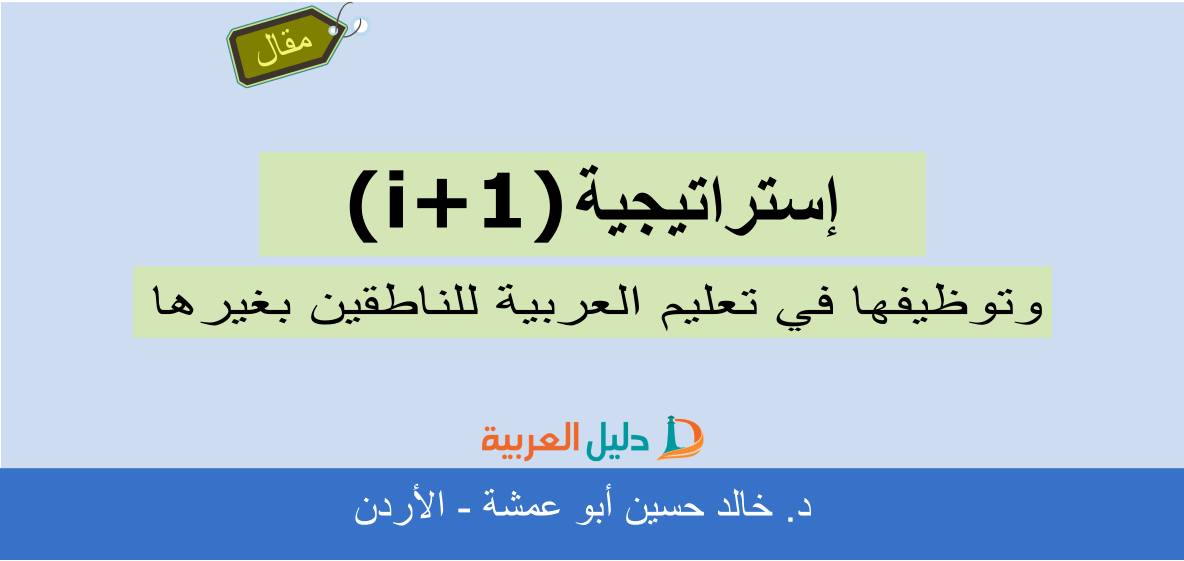 مقال
إستراتيجية (i+1)
وتوظيفها في تعليم العربية للناطقين بغيرها
دليل العربية
د. خالد حسين أبو عمشة - الأردن